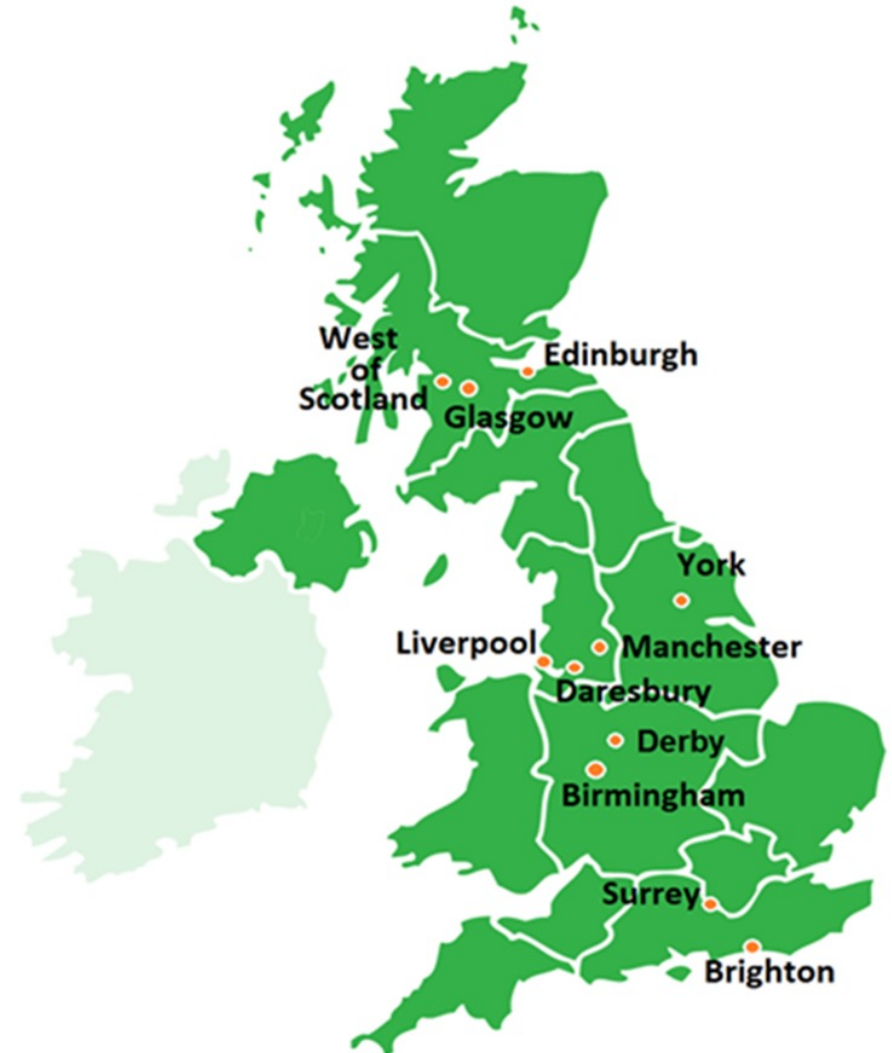 West
of
Scotland
Edinburgh
Glasgow
York
Liverpool
Manchester
Daresbury
Derby
Birmingham
Surrey
Brighton